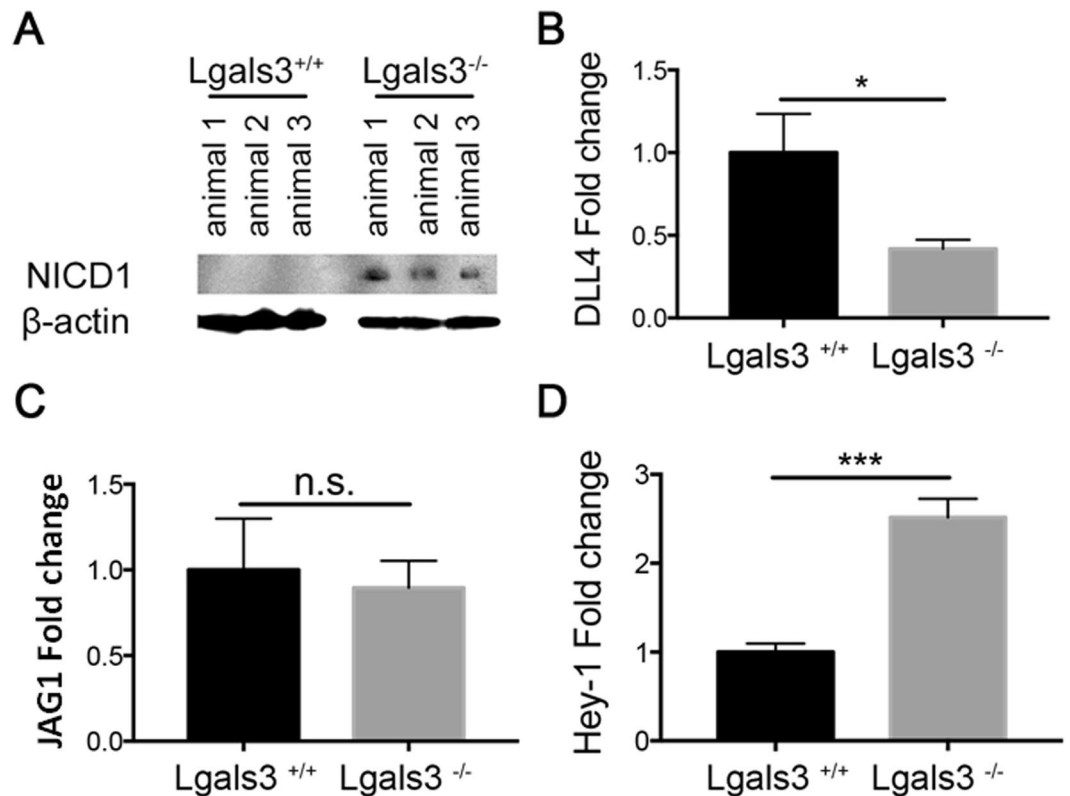 A
Lgals3+/+ Lgals3-/-
animal 1
animal 2
animal 3
animal 1
animal 2
animal 3
NICD1
β-actin
B
DLL4 Fold change
1.5
1.0
0.5
0.0
*
Lgals3 +/+ Lgals3 -/-
C
JAG1 Fold change
1.5
1.0
0.5
0.0
n.s.
Lgals3 +/+ Lgals3 -/-
D
Hey-1 Fold change
3
2
1
0
***
Lgals3 +/+ Lgals3 -/-